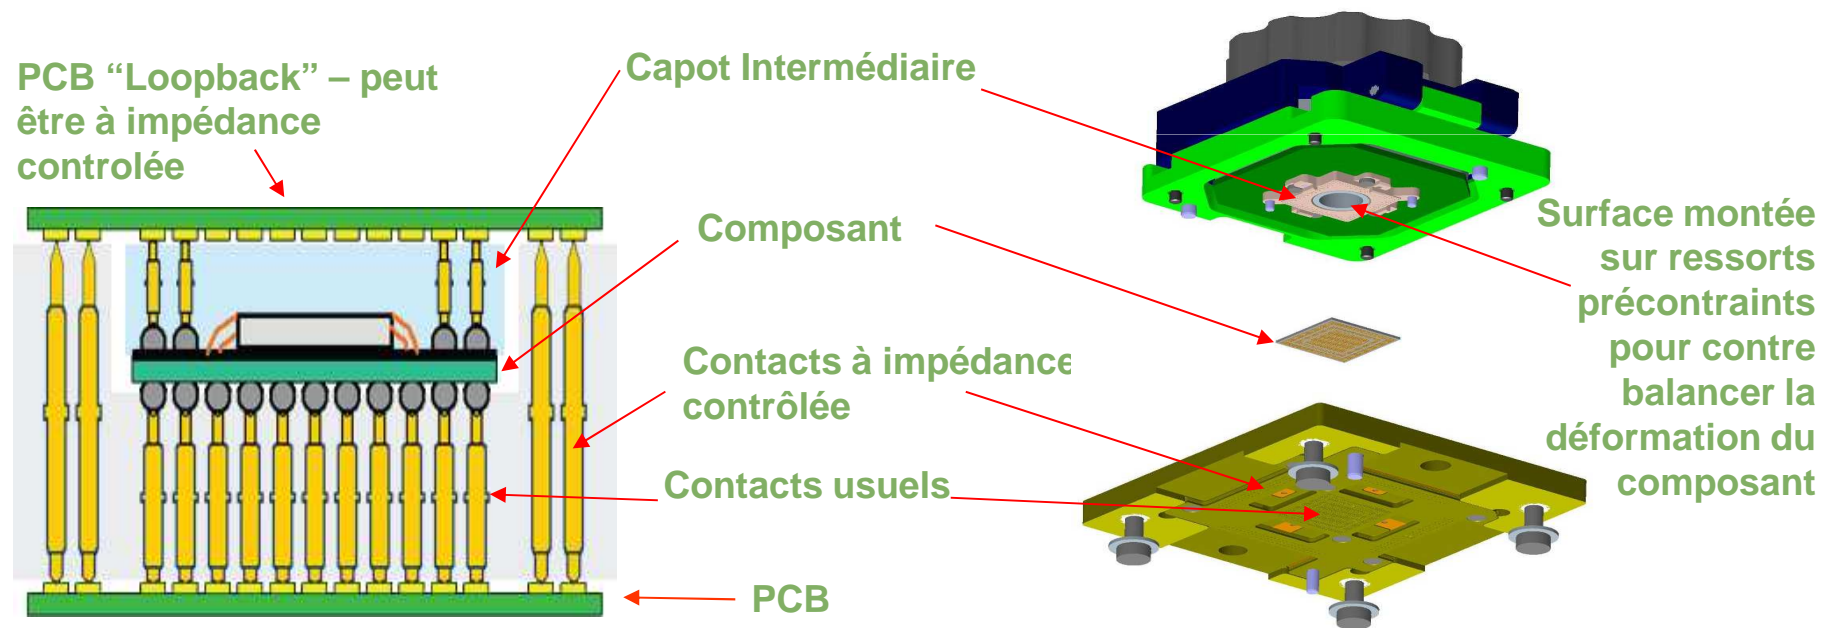 PCB “Loopback” – peut
être à impédance
controlée
Capot Intermédiaire
Composant
Contacts à impédance
contrôlée
Contacts usuels
PCB
Surface montée
sur ressorts
précontraints
pour contre
balancer la
déformation du
composant